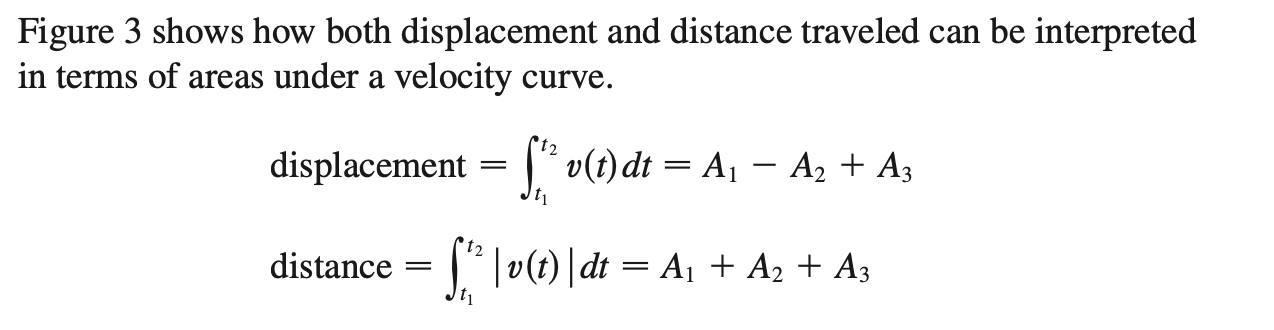 Figure 3 shows how both displacement and distance traveled can be interpreted
in terms of areas under a velocity curve.
displacement = ∫_{t₁}^{t₂} v(t) dt = A₁ − A₂ + A₃
distance = ∫_{t₁}^{t₂} |v(t)| dt = A₁ + A₂ + A₃